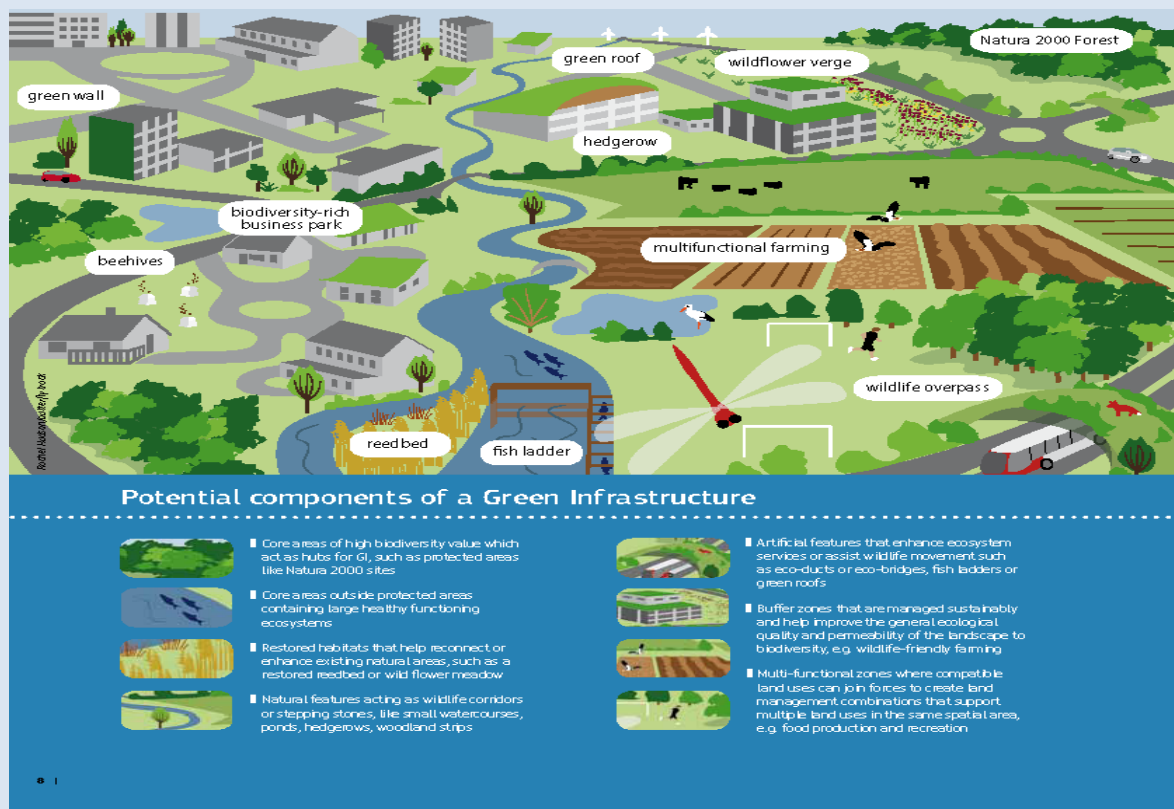 Natura 2000 Forest
green roof
wildflower verge
green wall
hedgerow
biodiversity-rich
business park
multifunctional farming
beehives
wildlife overpass
reedbed
fish ladder
Potential components of a Green Infrastructure
Core areas of high biodiversity value which
act as hubs for GI, such as protected areas
like Natura 2000 sites
Core areas outside protected areas
containing large healthy functioning
ecosystems
Restored habitats that help reconnect or
enhance existing natural areas, such as a
restored reedbed or wild flower meadow
Natural features acting as wildlife corridors
or stepping stones, like small watercourses,
ponds, hedgerows, woodland strips
Artificial features that enhance ecosystem
services or assist wildlife movement such
as eco-ducts or eco-bridges, fish ladders or
green roofs
Buffer zones that are managed sustainably
and help improve the general ecological
quality and permeability of the landscape to
biodiversity, e.g. wildlife-friendly farming
Multi-functional zones where compatible
land uses can join forces to create land
management combinations that support
multiple land uses in the same spatial area,
e.g. food production and recreation
8 |